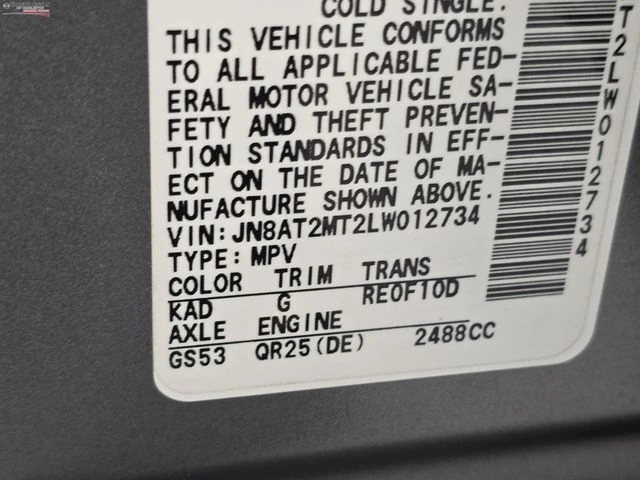 COLD SINGLE:
THIS VEHICLE CONFORMS
TO ALL APPLICABLE FED-
ERAL MOTOR VEHICLE SA-
FETY AND THEFT PREVEN-
TION STANDARDS IN EFF-
ECT ON THE DATE OF MA-
NUFACTURE SHOWN ABOVE.
VIN: JN8AT2MT2LW012734
TYPE: MPV
COLOR TRIM TRANS
KAD G RE0F10D
AXLE ENGINE
GS53 QR25(DE) 2488CC
T2LW012734